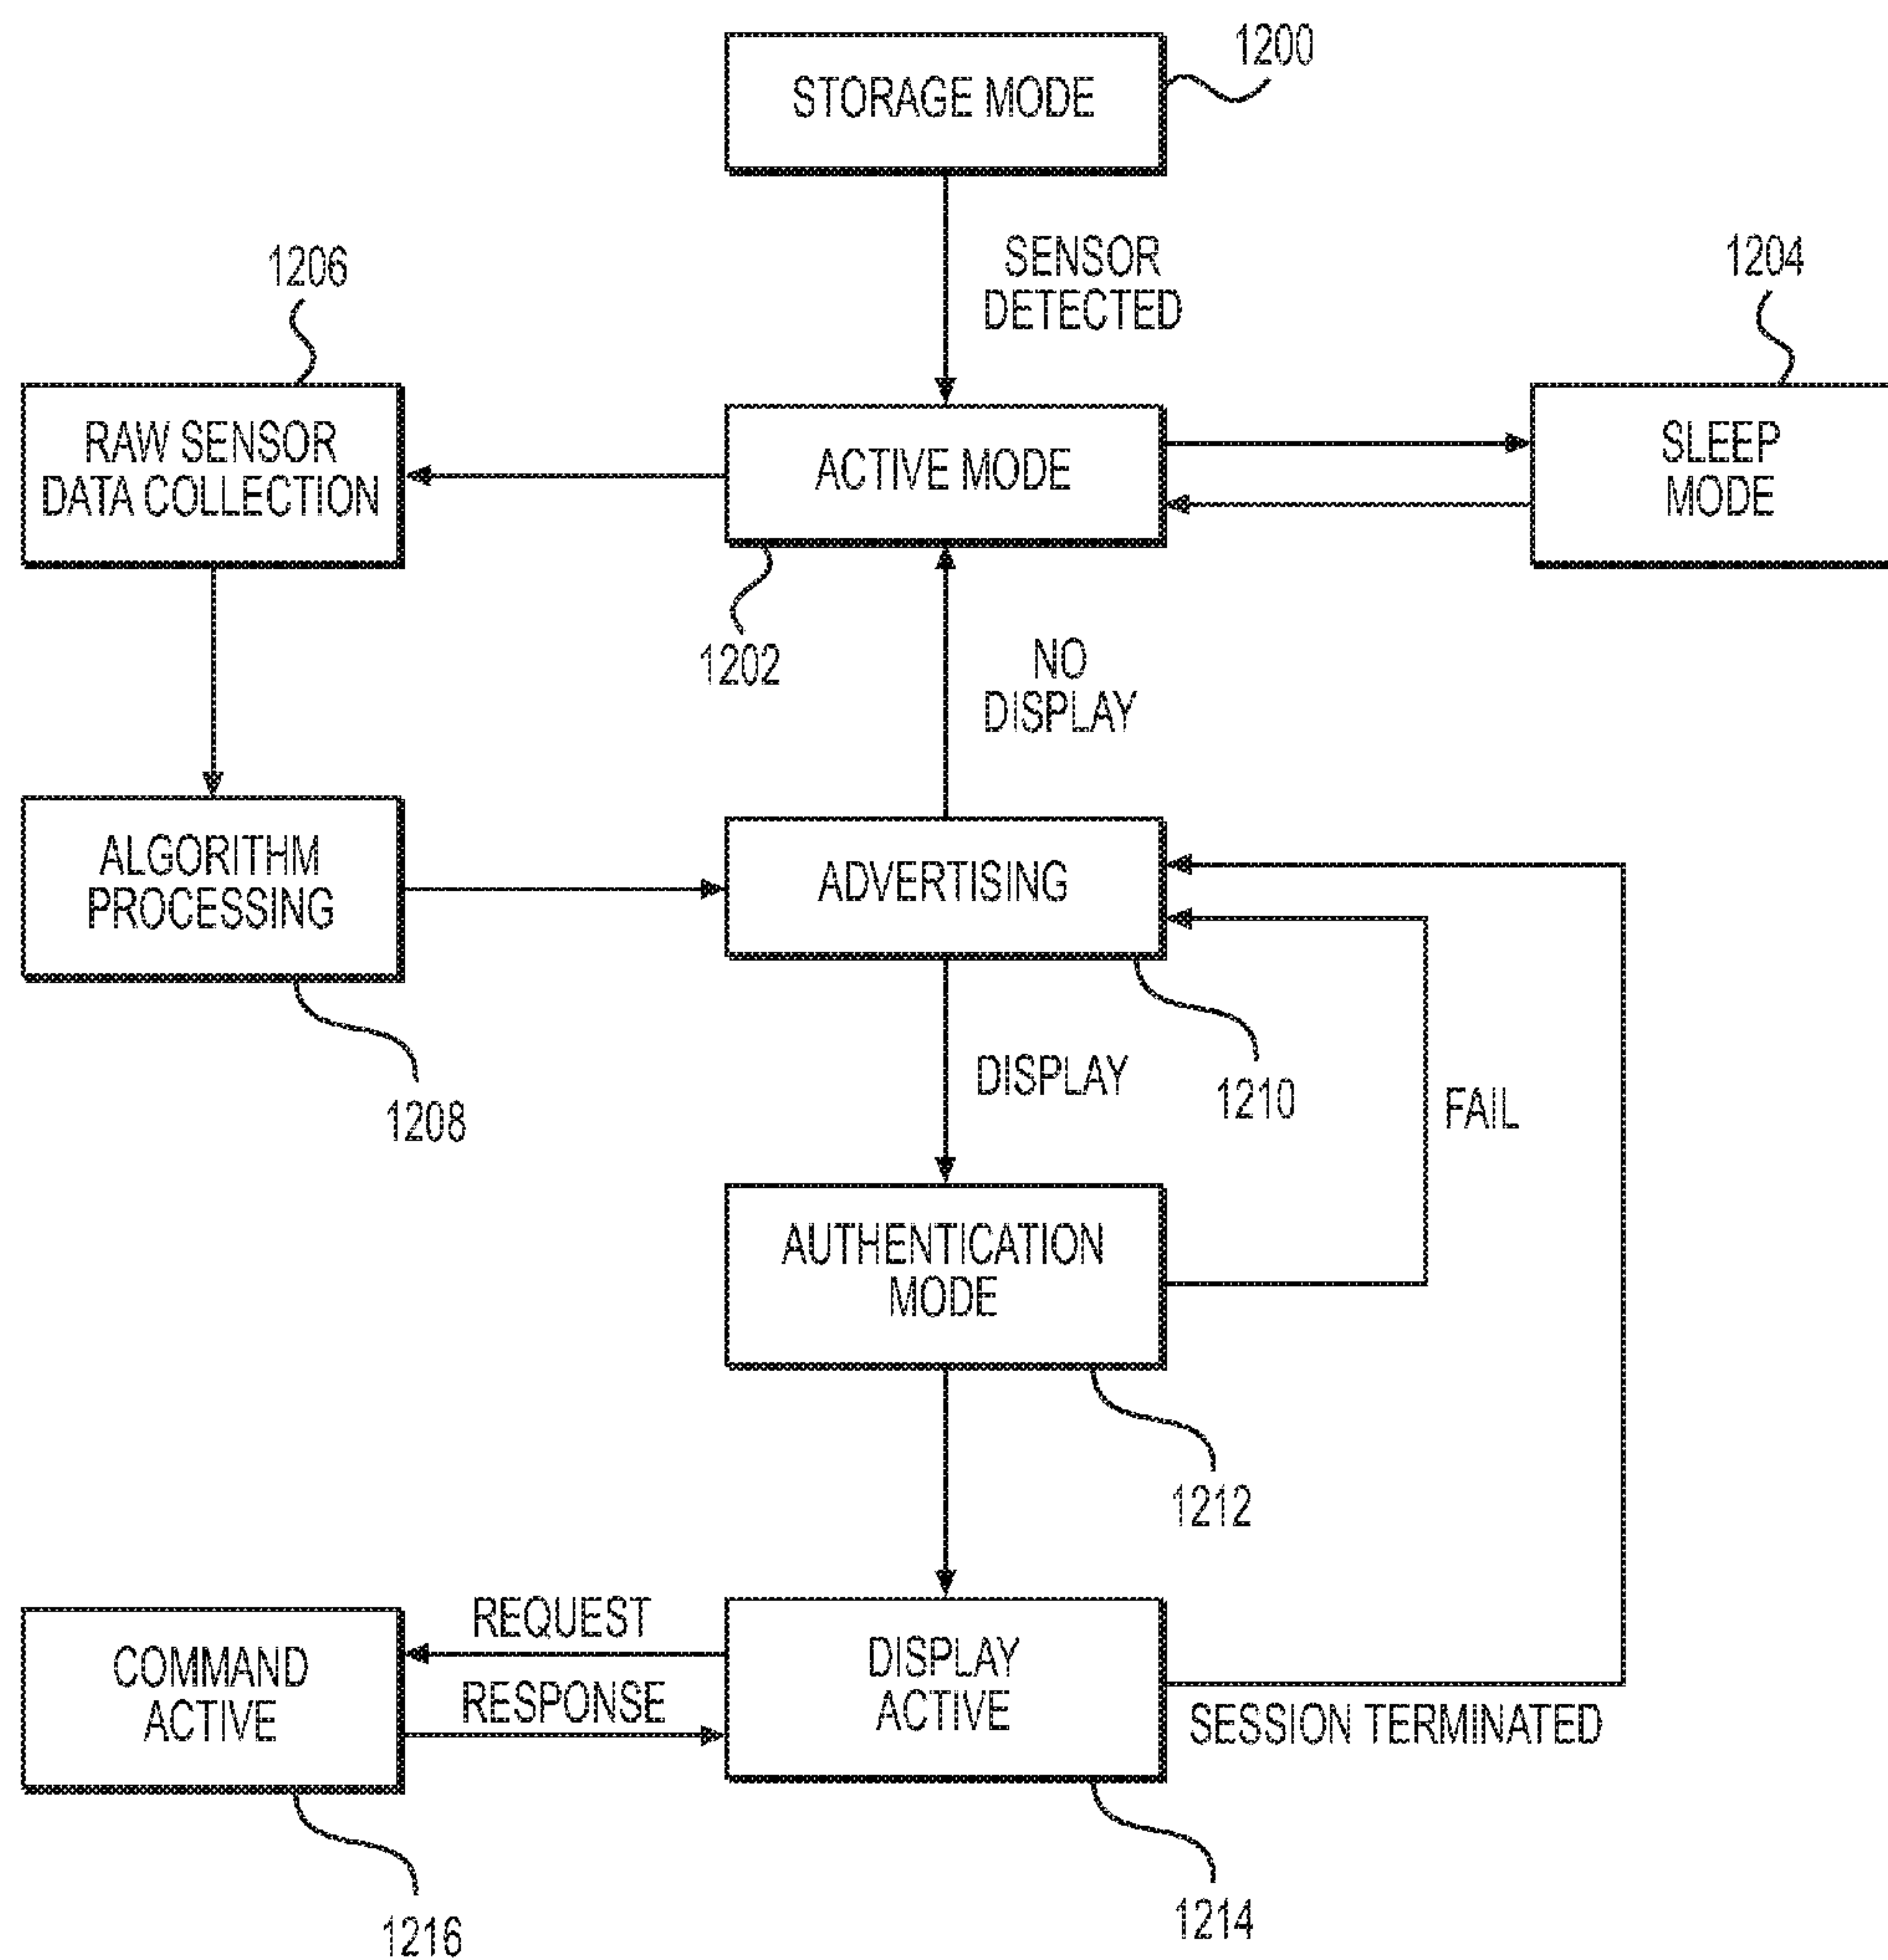 1200
STORAGE MODE
SENSOR
DETECTED
1206
1204
RAW SENSOR
DATA COLLECTION
ACTIVE MODE
SLEEP
MODE
1202
NO
DISPLAY
ALGORITHM
PROCESSING
ADVERTISING
1208
DISPLAY
1210
FAIL
AUTHENTICATION
MODE
1212
REQUEST
RESPONSE
COMMAND
ACTIVE
DISPLAY
ACTIVE
SESSION TERMINATED
1216
1214